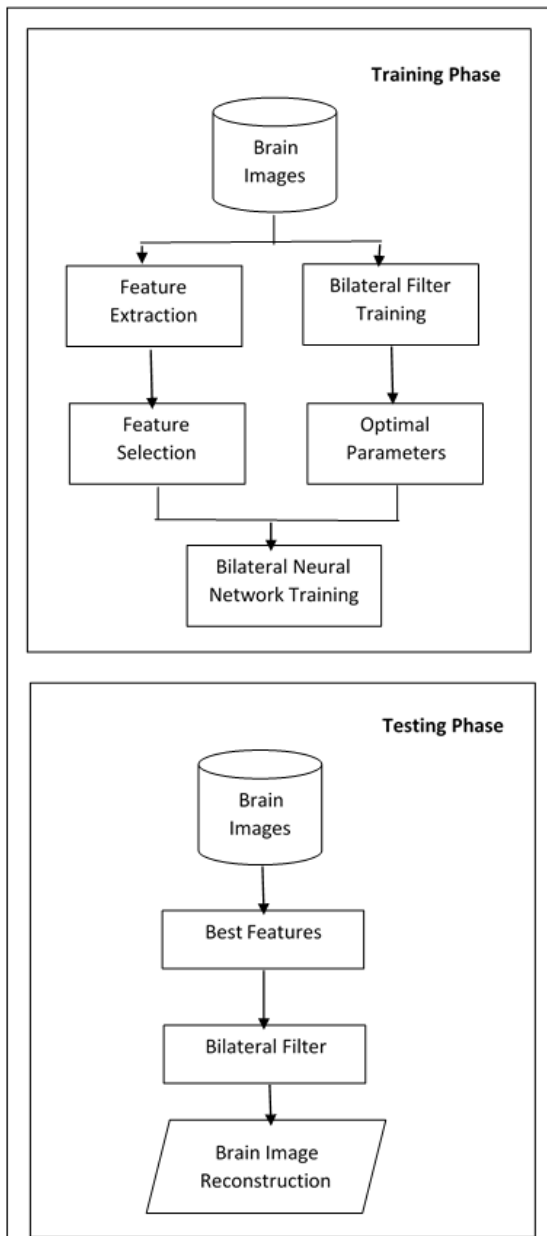 Training Phase
Brain
Images
Feature
Extraction
Bilateral Filter
Training
Feature
Selection
Optimal
Parameters
Bilateral Neural
Network Training
Testing Phase
Brain
Images
Best Features
Bilateral Filter
Brain Image
Reconstruction